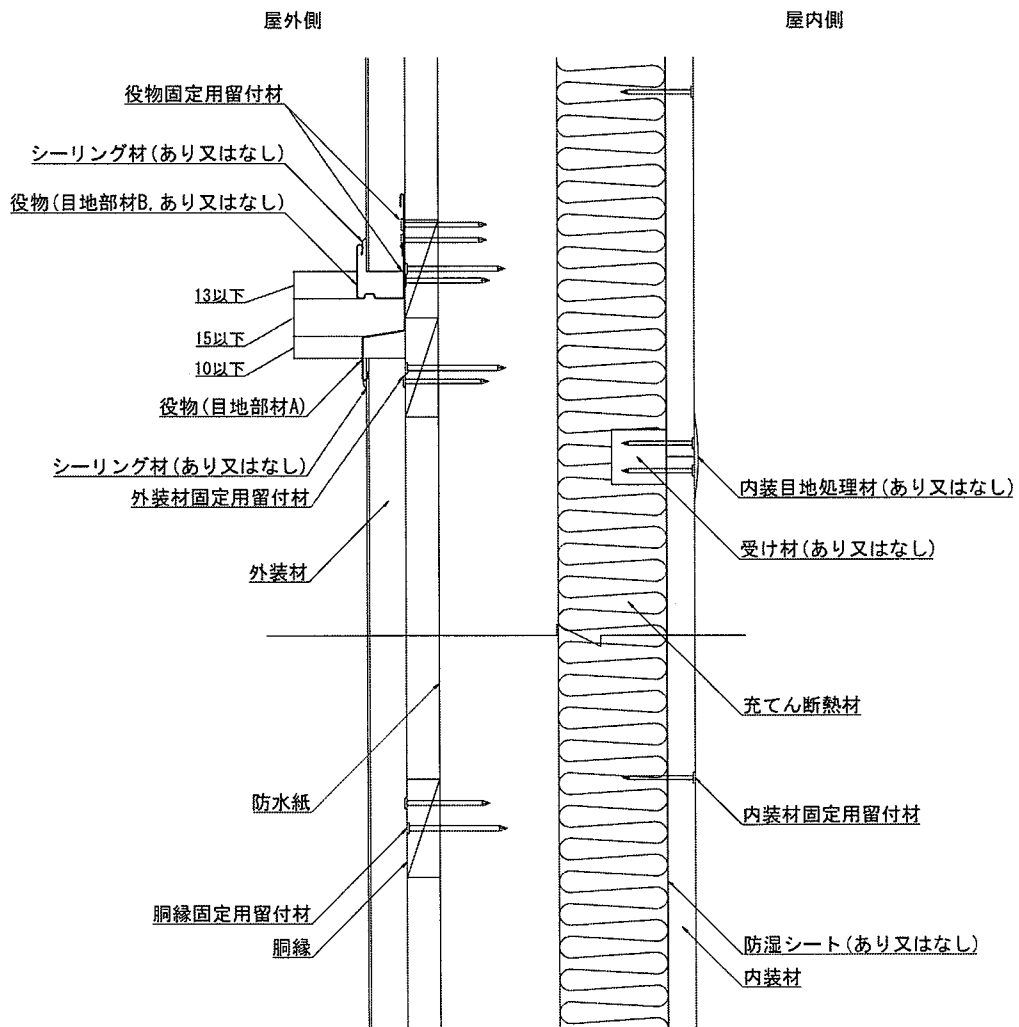 屋外側
屋内側
役物固定用留付材
シーリング材(あり又はなし)
役物(目地部材B,あり又はなし)
13以下
15以下
10以下
役物(目地部材A)
シーリング材(あり又はなし)
外装材固定用留付材
外装材
防水紙
胴縁固定用留付材
胴縁
内装目地処理材(あり又はなし)
受け材(あり又はなし)
充てん断熱材
内装材固定用留付材
防湿シート(あり又はなし)
内装材